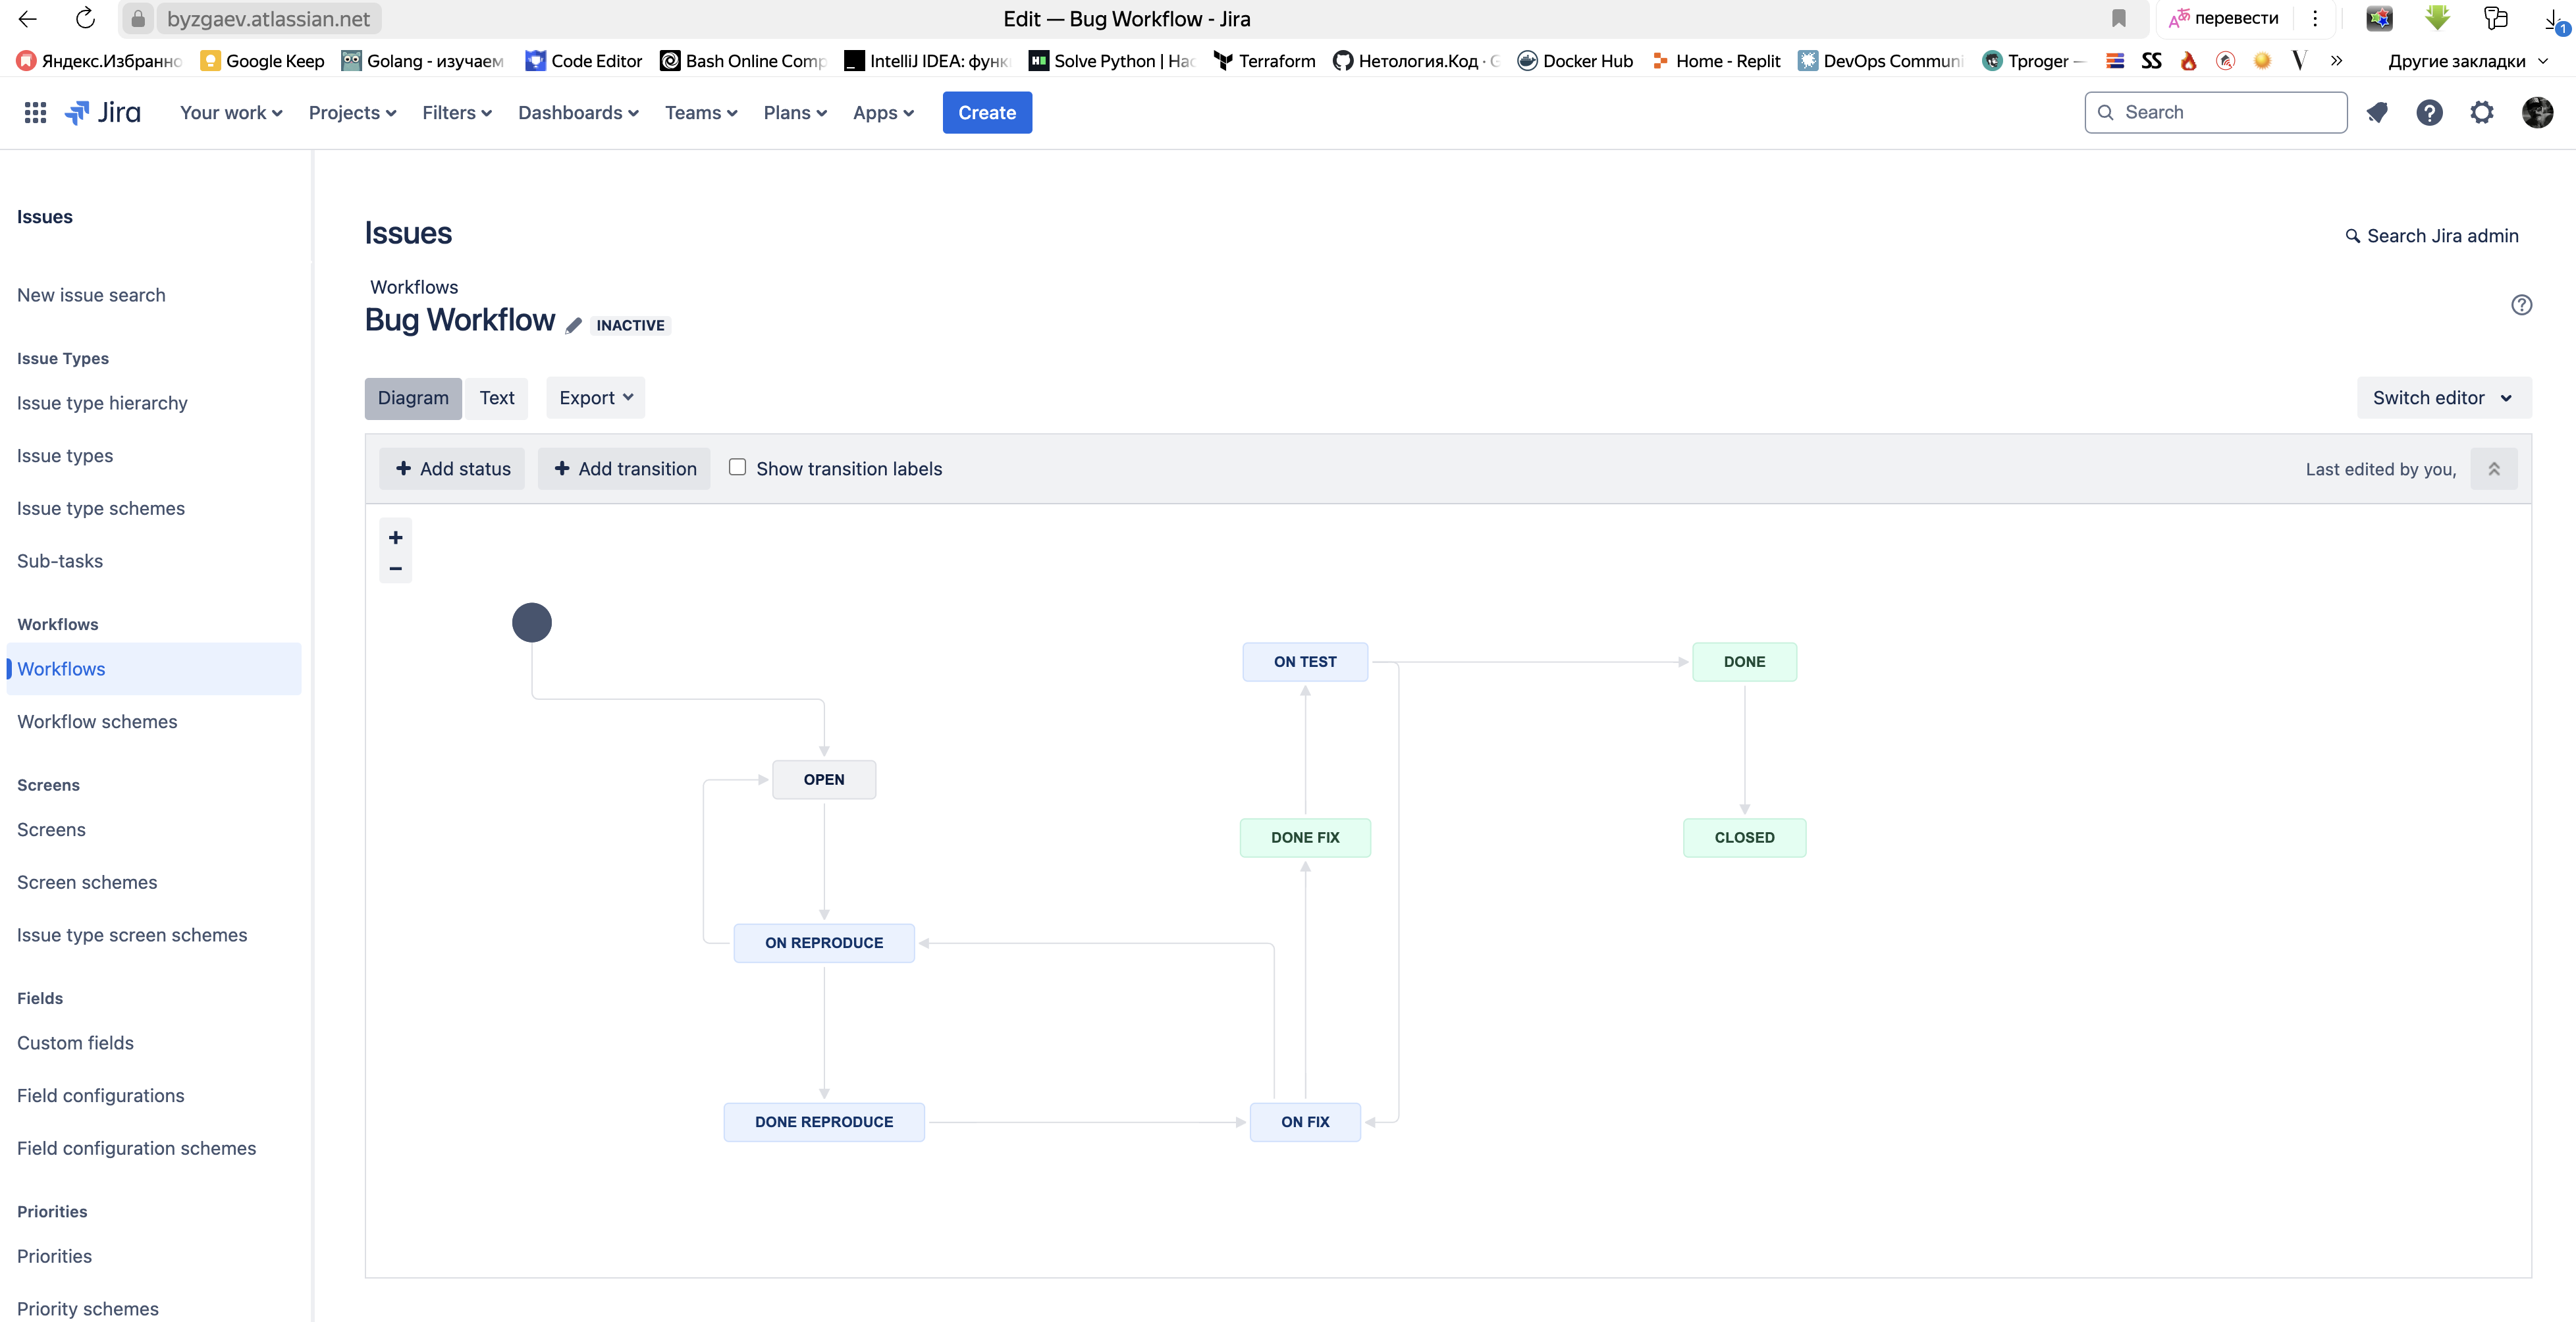 byzgaev.atlassian.net Edit — Bug Workflow - Jira перевести 1
Яндекс.Избранно Google Keep Golang - изучаем Code Editor Bash Online Comp IntelliJ IDEA: функ Solve Python | Hac Terraform Нетология.Код · G Docker Hub Home - Replit DevOps Communi Tproger — SS V » Другие закладки
Jira Your work Projects Filters Dashboards Teams Plans Apps Create Search
Issues
New issue search
Issue Types
Issue type hierarchy
Issue types
Issue type schemes
Sub-tasks
Workflows
Workflows
Workflow schemes
Screens
Screens
Screen schemes
Issue type screen schemes
Fields
Custom fields
Field configurations
Field configuration schemes
Priorities
Priorities
Priority schemes
Issues
Search Jira admin
Workflows
Bug Workflow INACTIVE
Diagram Text Export Switch editor
+ Add status + Add transition Show transition labels Last edited by you,
+
−
ON TEST DONE
OPEN
DONE FIX CLOSED
ON REPRODUCE
DONE REPRODUCE ON FIX